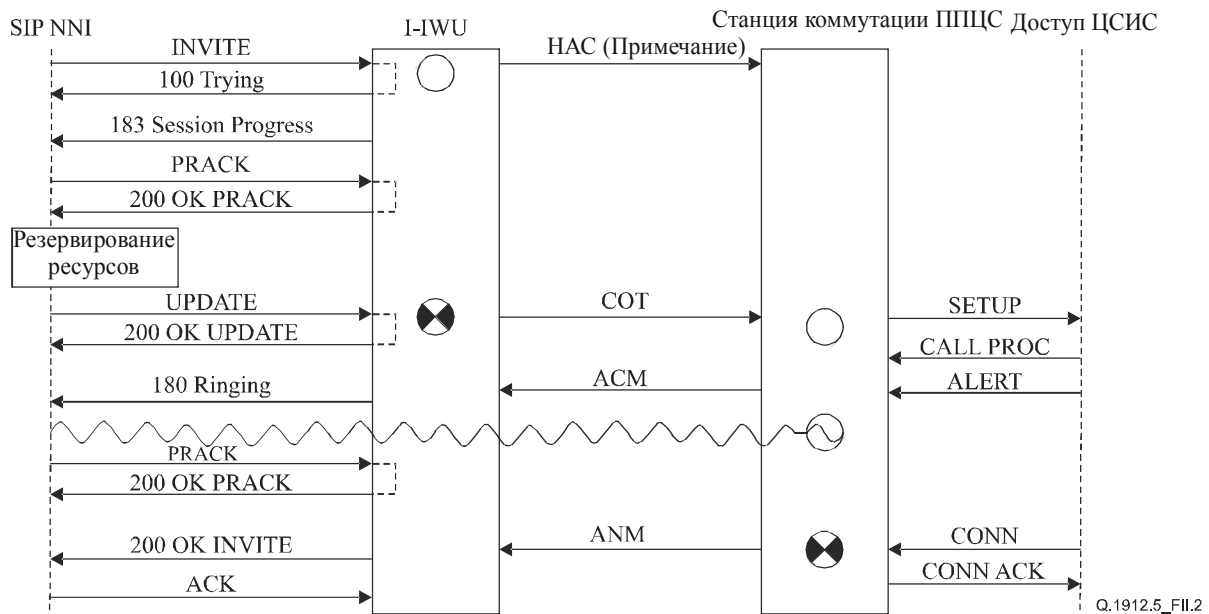 SIP NNI
I-IWU
Станция коммутации ППЦС
Доступ ЦСИС
INVITE
НАС (Примечание)
100 Trying
183 Session Progress
PRACK
200 OK PRACK
Резервирование
ресурсов
UPDATE
COT
SETUP
200 OK UPDATE
CALL PROC
180 Ringing
ACM
ALERT
PRACK
200 OK PRACK
200 OK INVITE
ANM
CONN
ACK
CONN ACK
Q.1912.5_FII.2